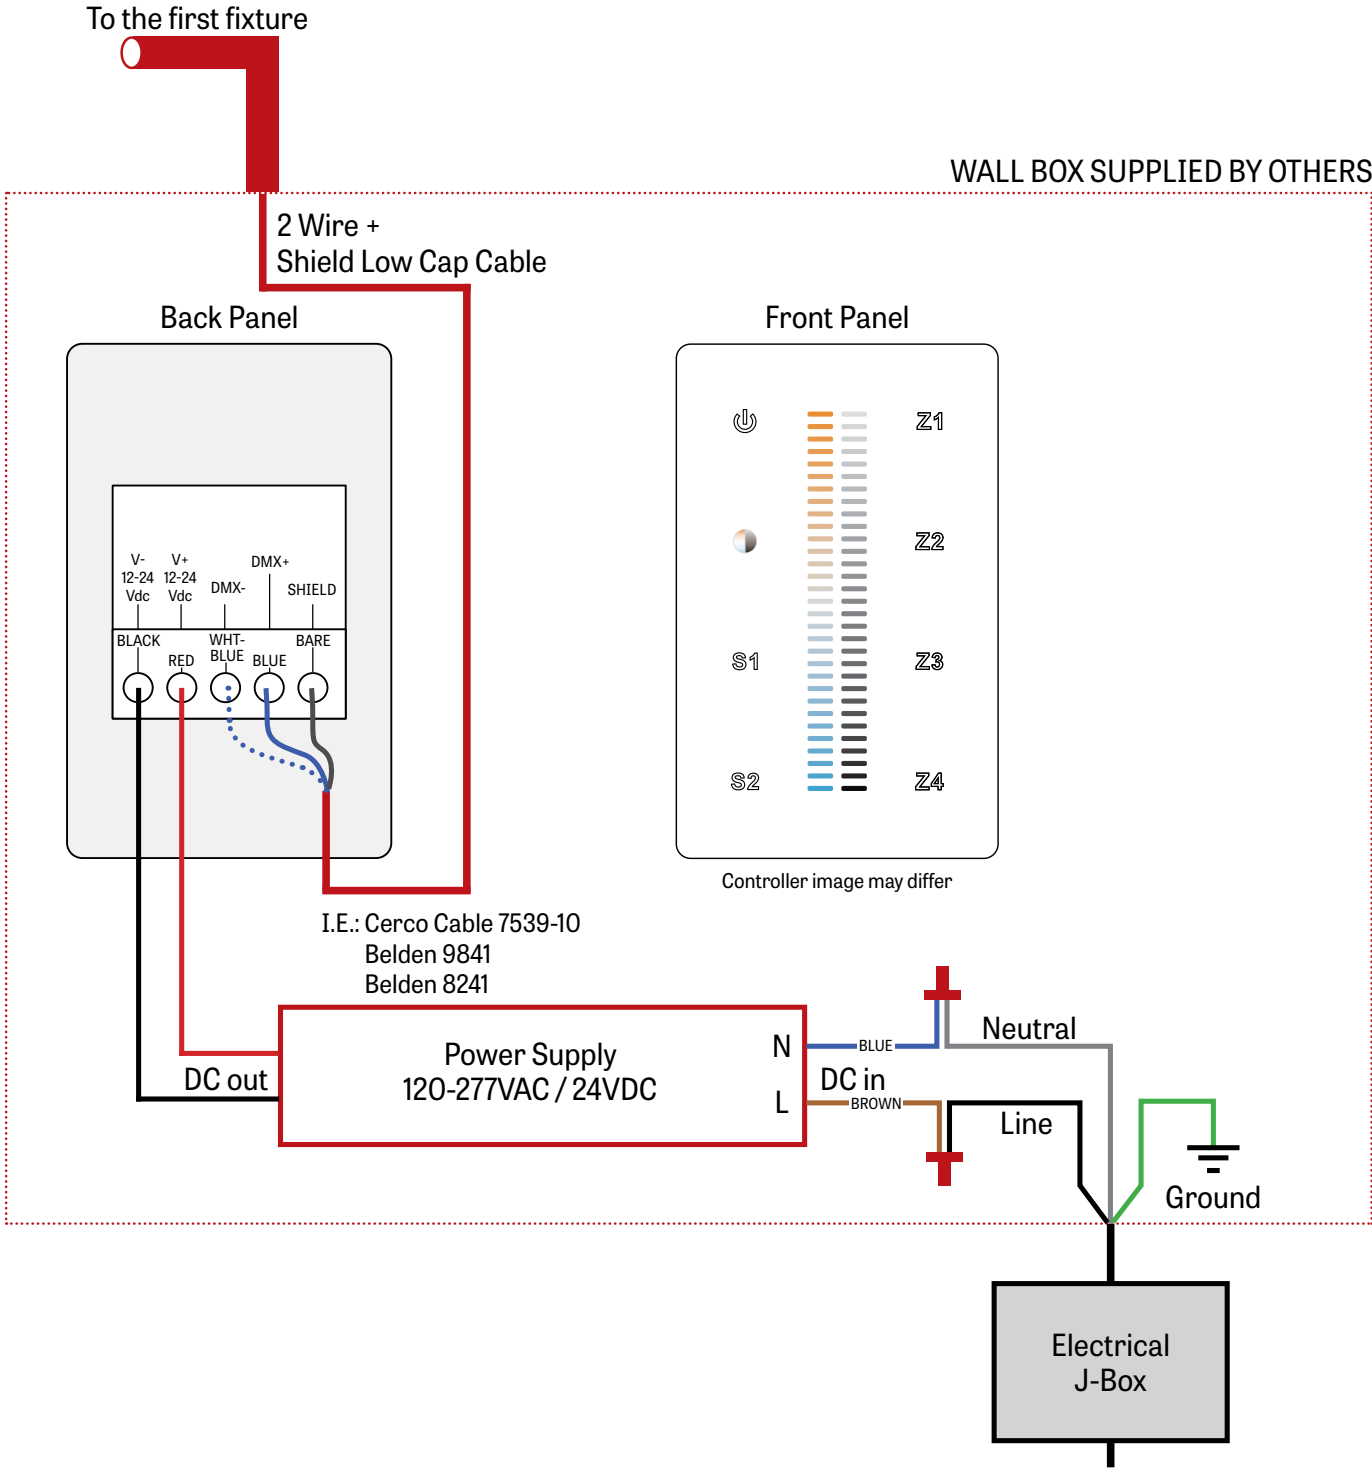 To the first fixture
WALL BOX SUPPLIED BY OTHERS
2 Wire +
Shield Low Cap Cable
Back Panel
V-
12-24
Vdc
V+
12-24
Vdc
DMX-
DMX+
SHIELD
BLACK
RED
WHT-
BLUE
BLUE
BARE
Front Panel
Z1
Z2
S1
Z3
S2
Z4
Controller image may differ
I.E.: Cerco Cable 7539-10
Belden 9841
Belden 8241
Power Supply
120-277VAC / 24VDC
DC out
N
L
BLUE
DC in
BROWN
Neutral
Line
Ground
Electrical
J-Box